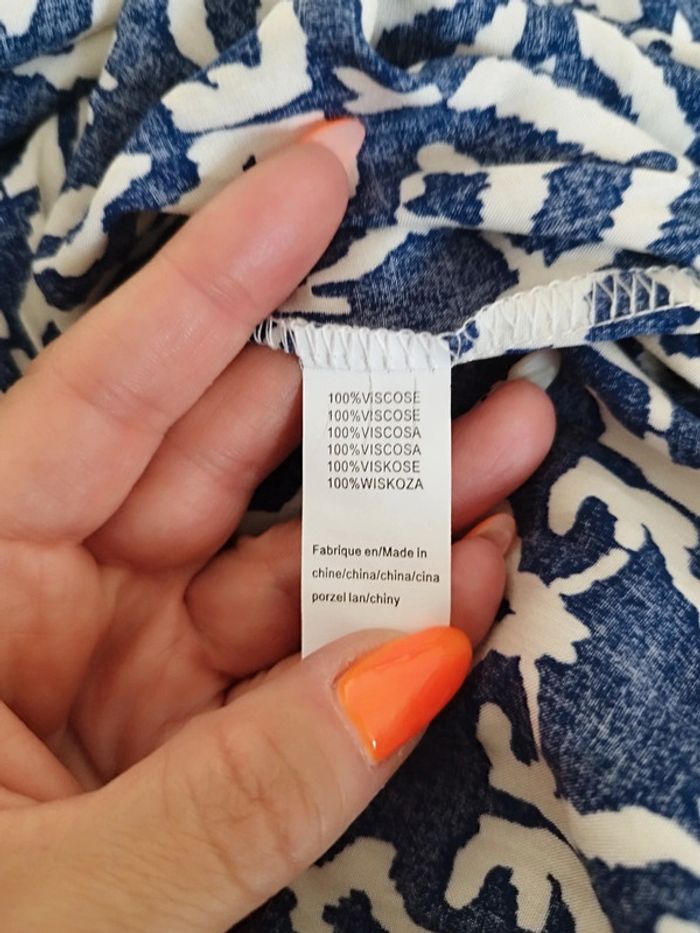 100%VISCOSE
100%VISCOSE
100%VISCOSA
100%VISCOSA
100%VISKOSE
100%WISKOZA
Fabrique en/Made in
chine/china/china/cina
porzel lan/chiny